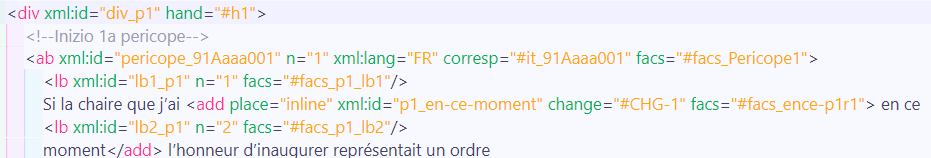 <div xml:id="div_p1" hand="#h1">
<!--Inizio 1a pericope-->
<ab xml:id="pericope_91Aaaa001" n="1" xml:lang="FR" corresp="#it_91Aaaa001" facs="#facs_Pericope1">
<lb xml:id="lb1_p1" n="1" facs="#facs_p1_lb1"/>
Si la chaire que j’ai <add place="inline" xml:id="p1_en-ce-moment" change="#CHG-1" facs="#facs_ence-p1r1"> en ce
<lb xml:id="lb2_p1" n="2" facs="#facs_p1_lb2"/>
moment</add> l’honneur d’inaugurer représentait un ordre